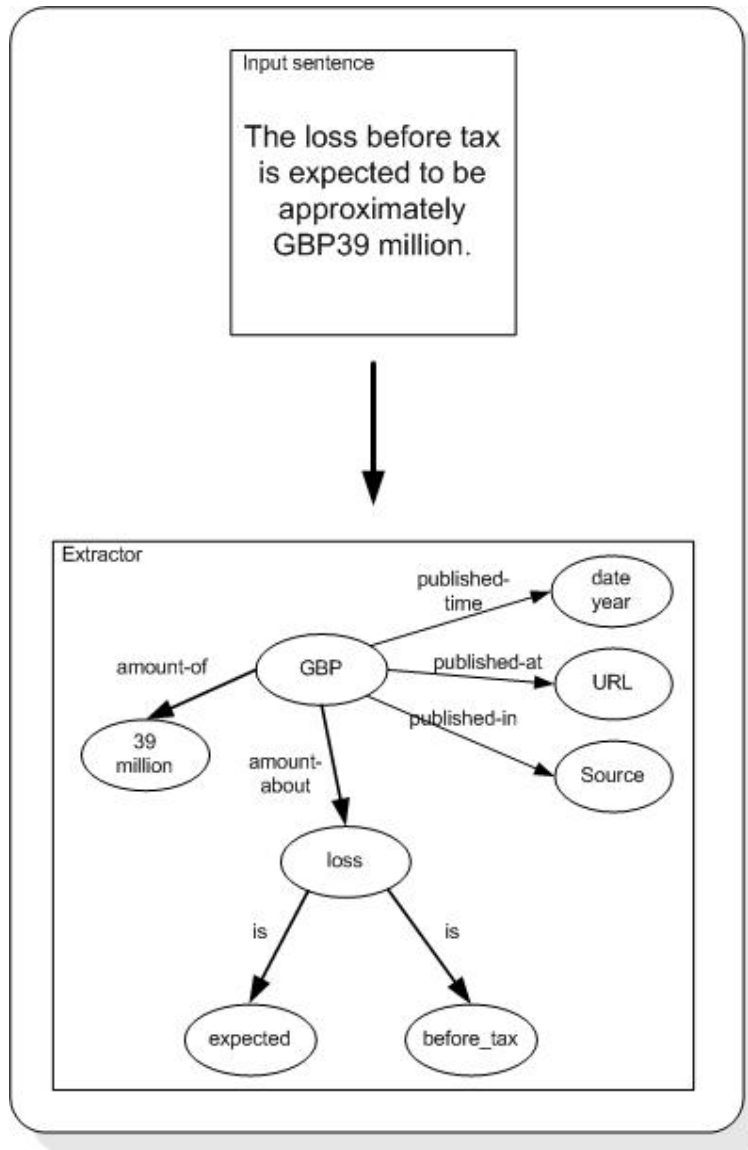 Input sentence
The loss before tax
is expected to be
approximately
GBP39 million.
Extractor
published-
time
date
year
amount-of
GBP
published-at
URL
published-in
39
million
amount-
about
Source
loss
is
is
expected
before_tax